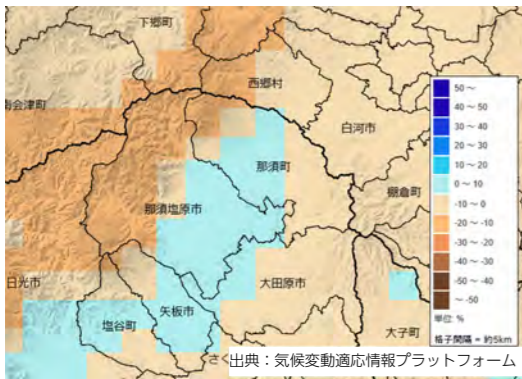 下郷町
西郷村
南会津町
白河市
那須町
棚倉町
那須塩原市
日光市
大田原市
矢板市
塩谷町
大子町
さく
50 ～
40 ～ 50
30 ～ 40
20 ～ 30
10 ～ 20
0 ～ 10
-10 ～ 0
-20 ～ -10
-30 ～ -20
-40 ～ -30
-50 ～ -40
～ -50
単位: %
格子間隔 = 約5km
出典：気候変動適応情報プラットフォーム